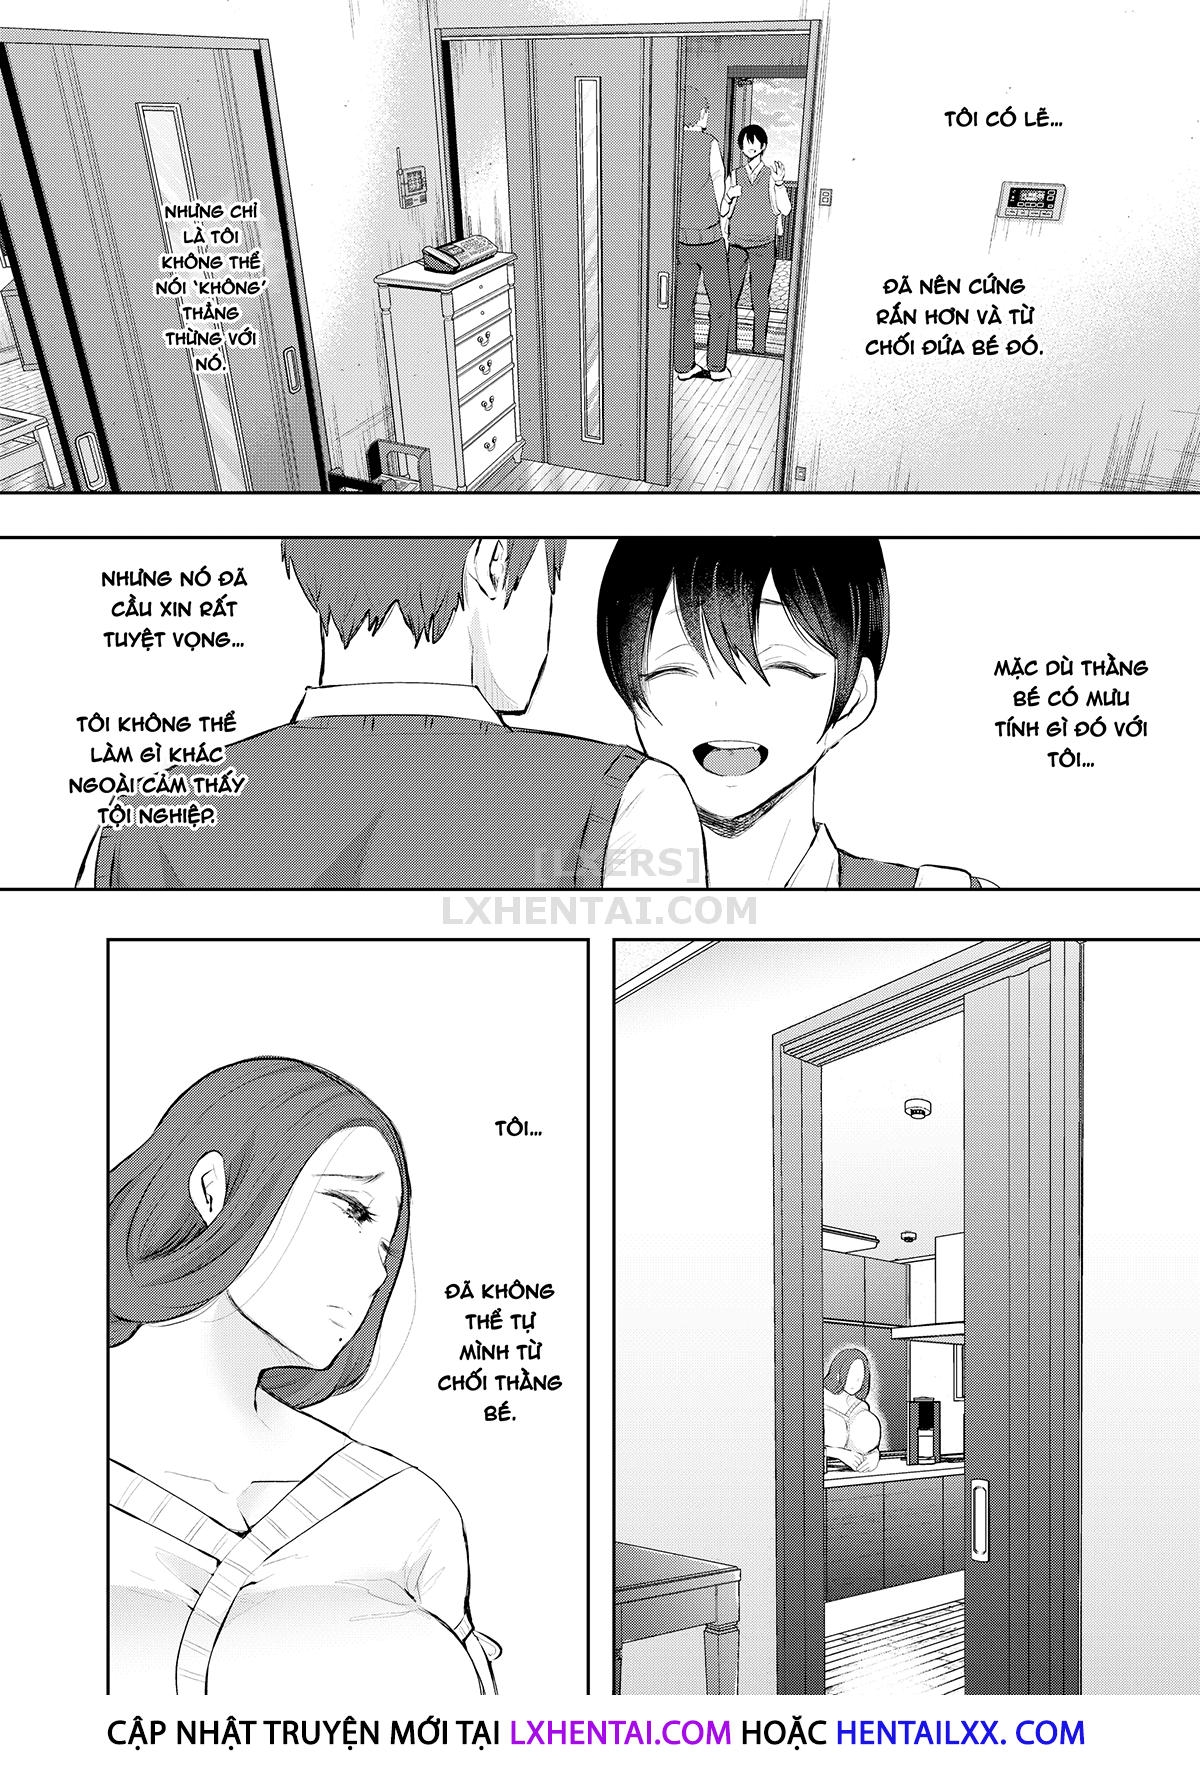 TÔI CÓ LẼ...
ĐÃ NÊN CỨNG
RẮN HƠN VÀ TỪ
CHỐI ĐỨA BÉ ĐÓ.
NHƯNG CHỈ
LÀ TÔI
KHÔNG THỂ
NÓI ‘KHÔNG’
THẲNG
THỪNG VỚI
NÓ.
MẶC DÙ THẰNG
BÉ CÓ MƯU
TÍNH GÌ ĐÓ VỚI
TÔI...
NHƯNG NÓ ĐÃ
CẦU XIN RẤT
TUYỆT VỌNG...
TÔI KHÔNG THỂ
LÀM GÌ KHÁC
NGOÀI CẢM THẤY
TỘI NGHIỆP.
[LXERS]
LXHENTAI.COM
TÔI...
ĐÃ KHÔNG
THỂ TỰ
MÌNH TỪ
CHỐI THẰNG
BÉ.
CẬP NHẬT TRUYỆN MỚI TẠI LXHENTAI.COM HOẶC HENTAILXX. COM